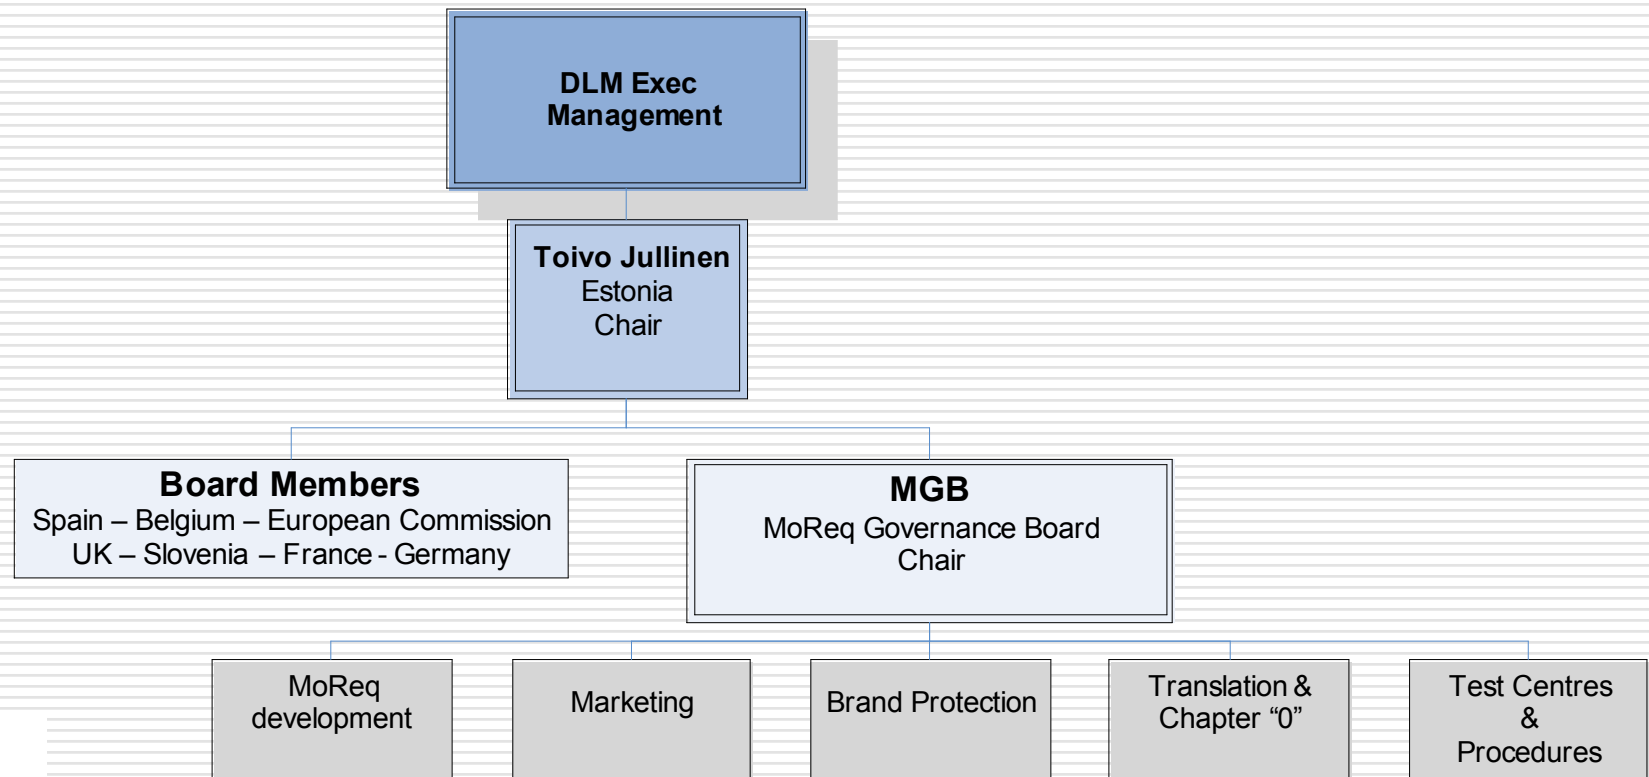 DLM Exec
Management
Toivo Jullinen
Estonia
Chair
Board Members
Spain – Belgium – European Commission
UK – Slovenia – France - Germany
MGB
MoReq Governance Board
Chair
MoReq
development
Marketing
Brand Protection
Translation &
Chapter “0”
Test Centres
&
Procedures